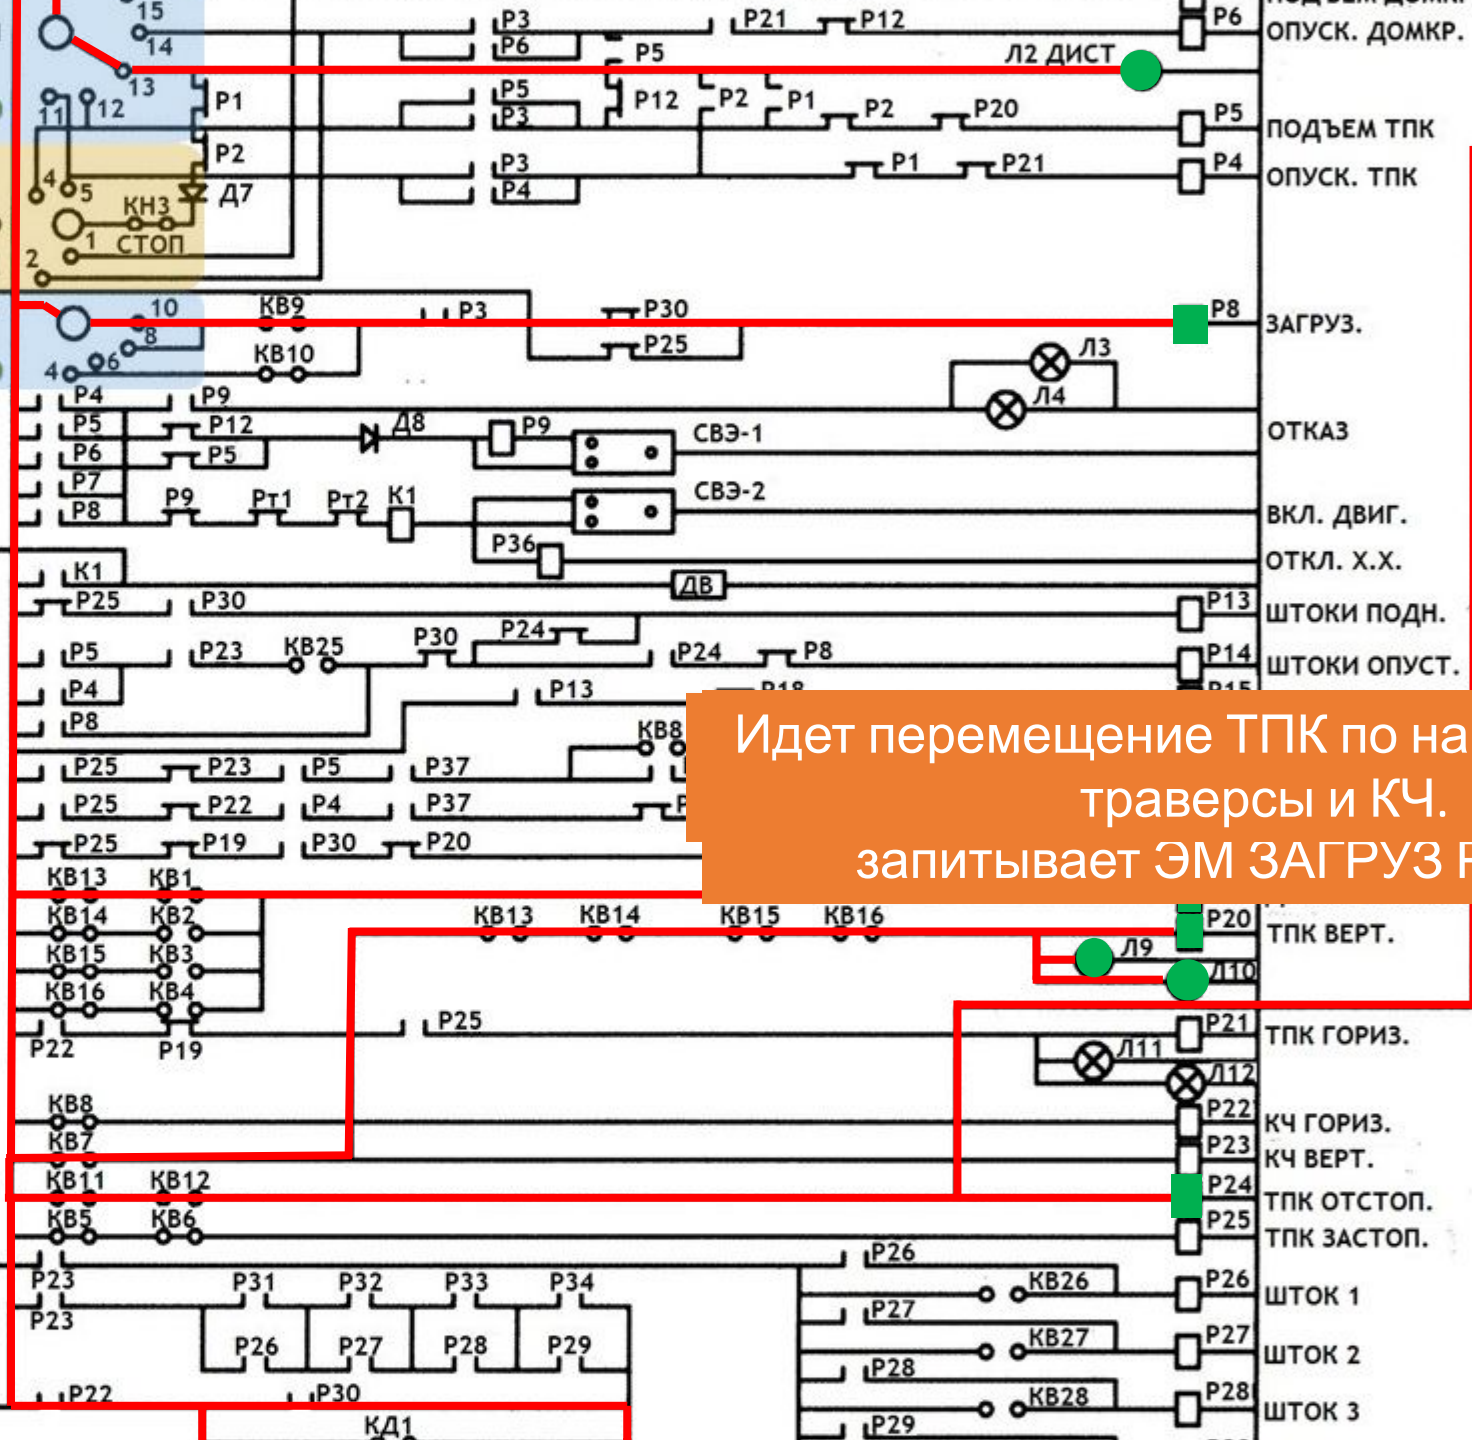 15 Р3 Р21 Р12 Р6 ОПУСК. ДОМКР.
14 Р6 Р5 Л2 ДИСТ
13
11 12 Р1 Р5 Р12 Р2 Р1 Р2 Р20 Р5 ПОДЪЕМ ТПК
Р3
Р2 Р3 Р1 Р21 Р4 ОПУСК. ТПК
4 5 Д7 Р4
КН3
1 СТОП
2
10 КВ9 Р3 Р30 Р8 ЗАГРУЗ.
8 Р25
4 6 КВ10 Л3
Р4 Р9 Л4
Р5 Р12 Д8 Р9 СВЭ-1 ОТКАЗ
Р6 Р5
Р7
Р8 Р9 Рт1 Рт2 К1 СВЭ-2 ВКЛ. ДВИГ.
Р36 ОТКЛ. Х.Х.
К1 ДВ
Р25 Р30 Р13 ШТОКИ ПОДН.
Р24
Р5 Р23 КВ25 Р30 Р24 Р8 Р14 ШТОКИ ОПУСТ.
Р4 Р13 Р18 Р15
Р8 КВ8
Идет перемещение ТПК по на
траверсы и КЧ.
запитывает ЭМ ЗАГРУЗ
Р25 Р23 Р5 Р37
Р25 Р22 Р4 Р37
Р25 Р19 Р30 Р20
КВ13 КВ1
КВ14 КВ2 КВ13 КВ14 КВ15 КВ16 Р20 ТПК ВЕРТ.
КВ15 КВ3 Л9
КВ16 КВ4 Л10
Р22 Р19 Р25 Р21 ТПК ГОРИЗ.
Л11
Л12
КВ8 Р22 КЧ ГОРИЗ.
КВ7 Р23 КЧ ВЕРТ.
КВ11 КВ12 Р24 ТПК ОТСТОП.
КВ5 КВ6 Р25 ТПК ЗАСТОП.
Р23 Р31 Р32 Р33 Р34 Р26
КВ26 Р26 ШТОК 1
Р23 Р27
Р26 Р27 Р28 Р29 КВ27 Р27 ШТОК 2
Р28
Р22 Р30 КВ28 Р28 ШТОК 3
КД1 Р29